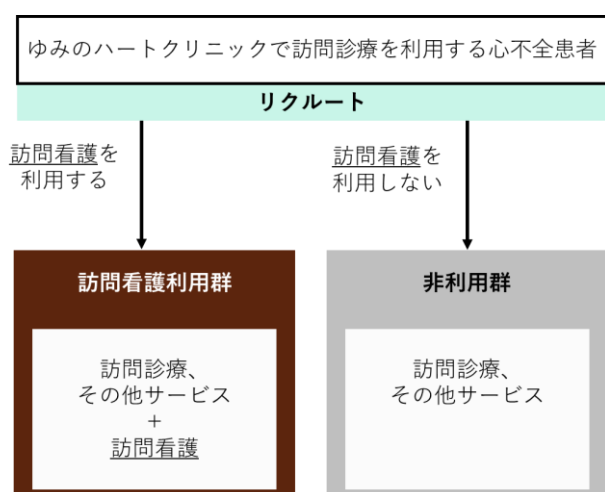 ゆみのハートクリニックで訪問診療を利用する心不全患者
リクルート
訪問看護を
利用する
訪問看護を
利用しない
訪問看護利用群
訪問診療、
その他サービス
+
訪問看護
非利用群
訪問診療、
その他サービス